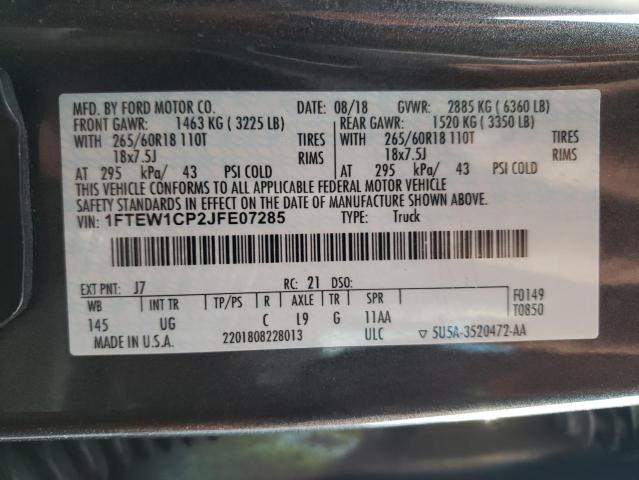 MFD. BY FORD MOTOR CO. DATE: 08/18 GVWR: 2885 KG ( 6360 LB)
FRONT GAWR: 1463 KG ( 3225 LB) REAR GAWR: 1520 KG ( 3350 LB)
WITH 265/60R18 110T TIRES WITH 265/60R18 110T TIRES
18x7.5J RIMS 18x7.5J RIMS
AT 295 kPa/ 43 PSI COLD AT 295 kPa/ 43 PSI COLD
THIS VEHICLE CONFORMS TO ALL APPLICABLE FEDERAL MOTOR VEHICLE
SAFETY STANDARDS IN EFFECT ON THE DATE OF MANUFACTURE SHOWN ABOVE.
VIN: 1FTEW1CP2JFE07285 TYPE: Truck
EXT PNT: J7 RC: 21 DSO:
WB INT TR TP/PS R AXLE TR SPR F0149
145 UG C L9 G 11AA T0850
MADE IN U.S.A. 2201808228013 ULC ▽ 5U5A-3520472-AA